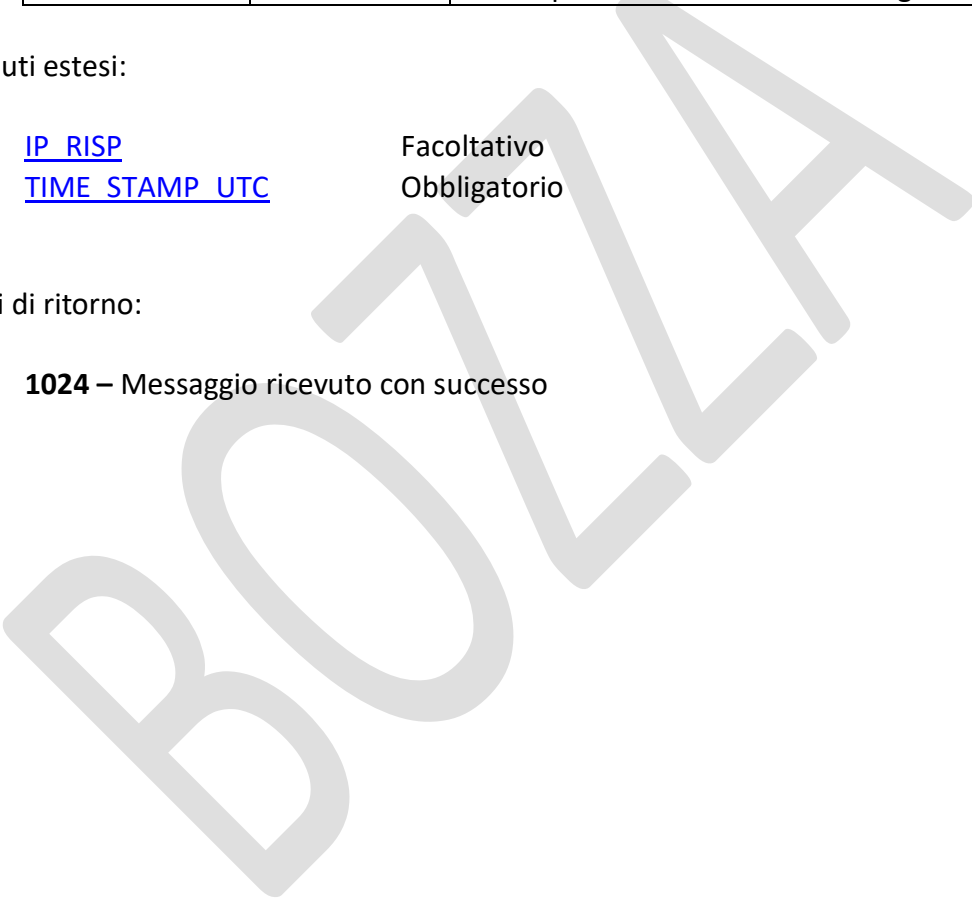 uti estesi:
IP_RISP Facoltativo
TIME_STAMP_UTC Obbligatorio
i di ritorno:
1024 – Messaggio ricevuto con successo
BOZZA